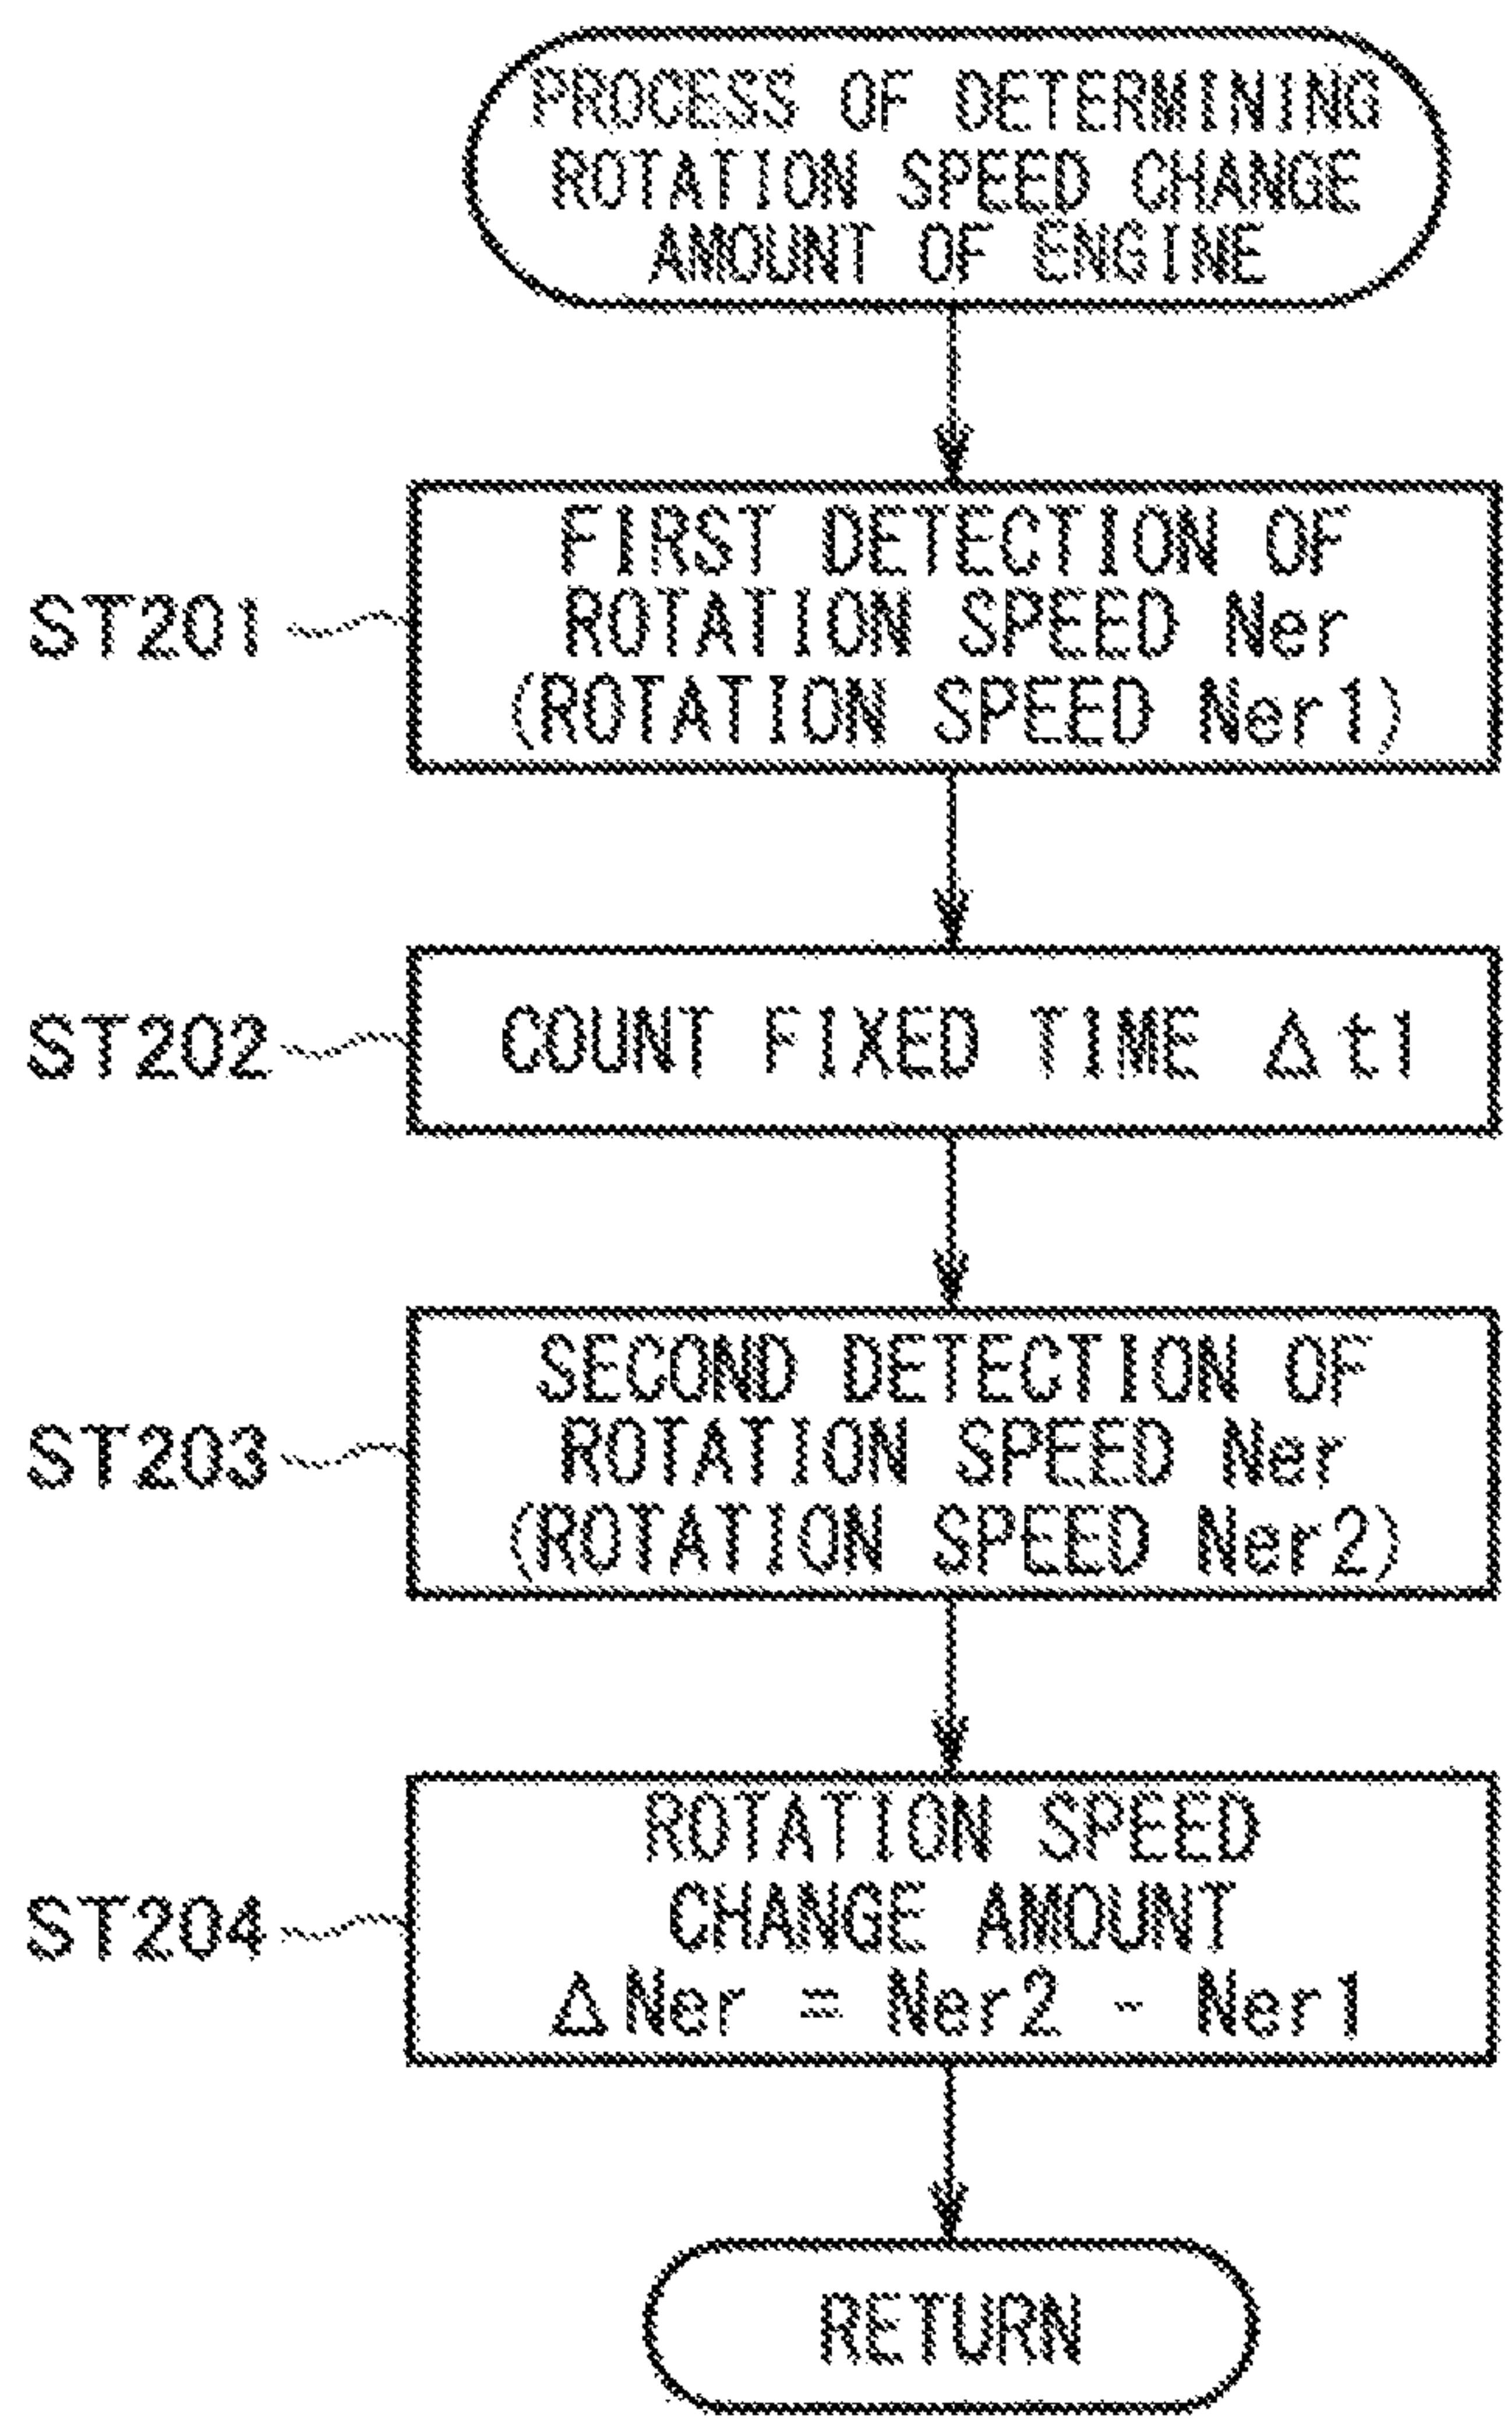 PROCESS OF DETERMINING
ROTATION SPEED CHANGE
AMOUNT OF ENGINE
FIRST DETECTION OF
ROTATION SPEED Ner
(ROTATION SPEED Ner1)
ST201
COUNT FIXED TIME Δt1
ST202
SECOND DETECTION OF
ROTATION SPEED Ner
(ROTATION SPEED Ner2)
ST203
ROTATION SPEED
CHANGE AMOUNT
ΔNer = Ner2 - Ner1
ST204
RETURN